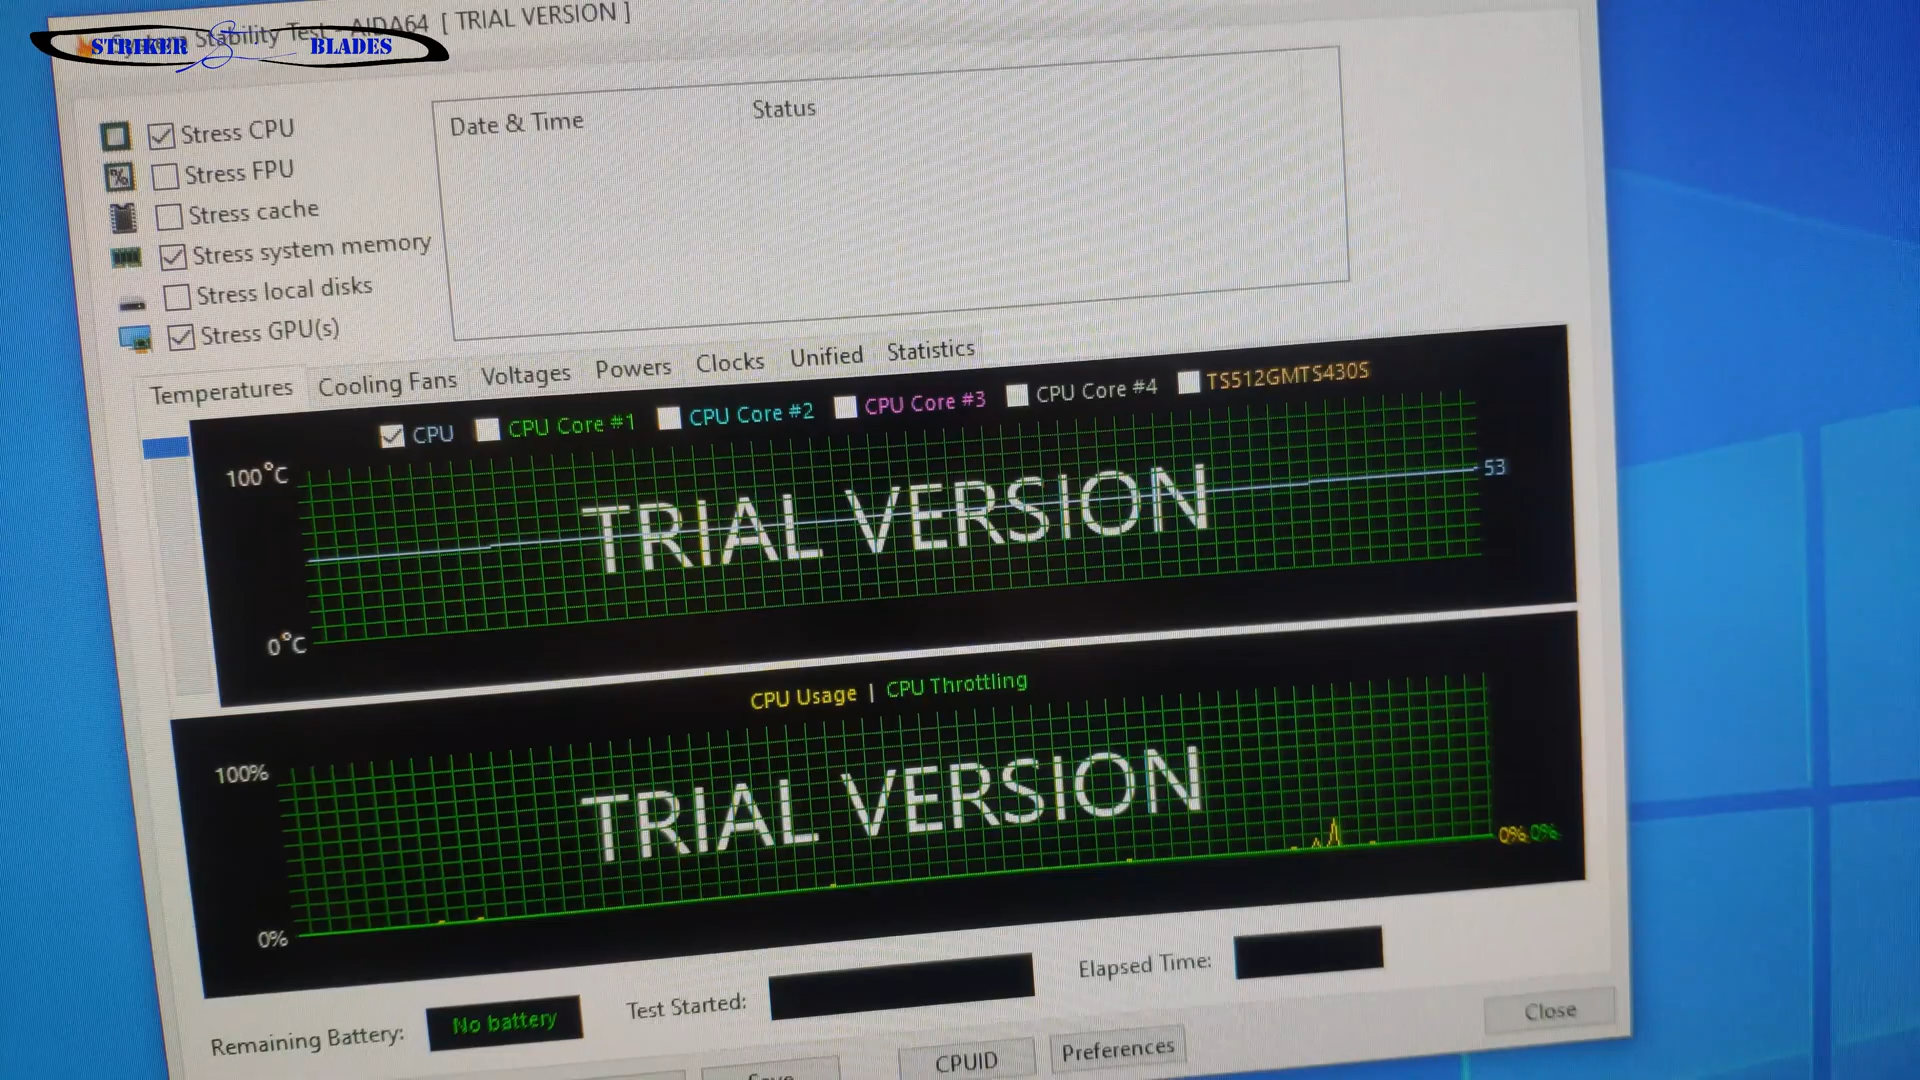 System Stability Test - AIDA64 [ TRIAL VERSION ]
STRIKER BLADES
Stress CPU
Stress FPU
Stress cache
Stress system memory
Stress local disks
Stress GPU(s)
Date & Time Status
Temperatures Cooling Fans Voltages Powers Clocks Unified Statistics
CPU CPU Core #1 CPU Core #2 CPU Core #3 CPU Core #4 TS512GMTS430S
100°C
53
TRIAL VERSION
0°C
CPU Usage | CPU Throttling
100%
TRIAL VERSION
0% 0%
0%
Remaining Battery: No battery Test Started: Elapsed Time:
Save CPUID Preferences Close